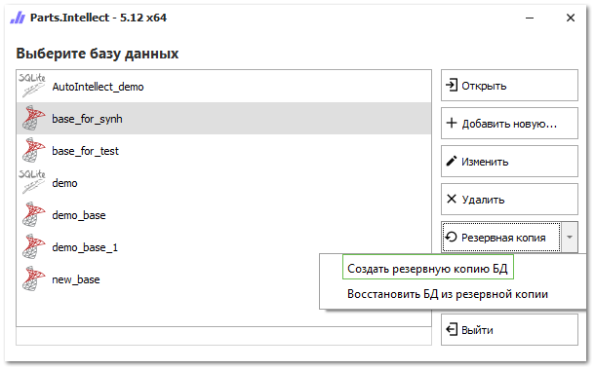 Parts.Intellect - 5.12 x64
Выберите базу данных
SQLite
AutoIntellect_demo
base_for_synh
base_for_test
SQLite
demo
demo_base
demo_base_1
new_base
Открыть
Добавить новую...
Изменить
Удалить
Резервная копия
Создать резервную копию БД
Восстановить БД из резервной копии
Выйти